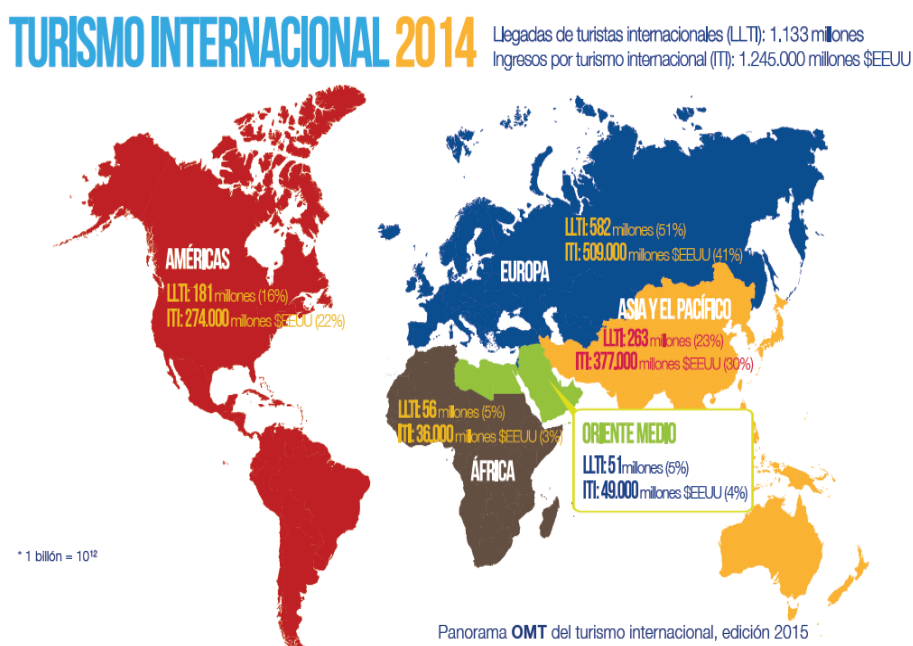 TURISMO INTERNACIONAL 2014
Llegadas de turistas internacionales (LLTI): 1.133 millones
Ingresos por turismo internacional (ITI): 1.245.000 millones $EEUU
AMÉRICAS
LLTI: 181 millones (16%)
ITI: 274.000 millones $EEUU (22%)
EUROPA
LLTI: 582 millones (51%)
ITI: 509.000 millones $EEUU (41%)
ASIA Y EL PACÍFICO
LLTI: 263 millones (23%)
ITI: 377.000 millones $EEUU (30%)
LLTI: 56 millones (5%)
ITI: 36.000 millones $EEUU (3%)
ÁFRICA
ORIENTE MEDIO
LLTI: 51 millones (5%)
ITI: 49.000 millones $EEUU (4%)
* 1 billón = 10¹²
Panorama OMT del turismo internacional, edición 2015